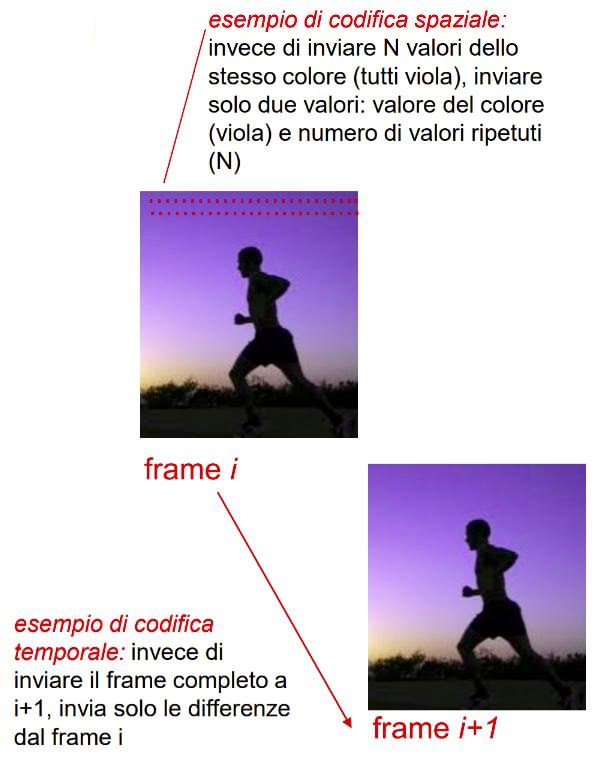 esempio di codifica spaziale:
invece di inviare N valori dello
stesso colore (tutti viola), inviare
solo due valori: valore del colore
(viola) e numero di valori ripetuti
(N)
frame i
esempio di codifica
temporale: invece di
inviare il frame completo a
i+1, invia solo le differenze
dal frame i
frame i+1